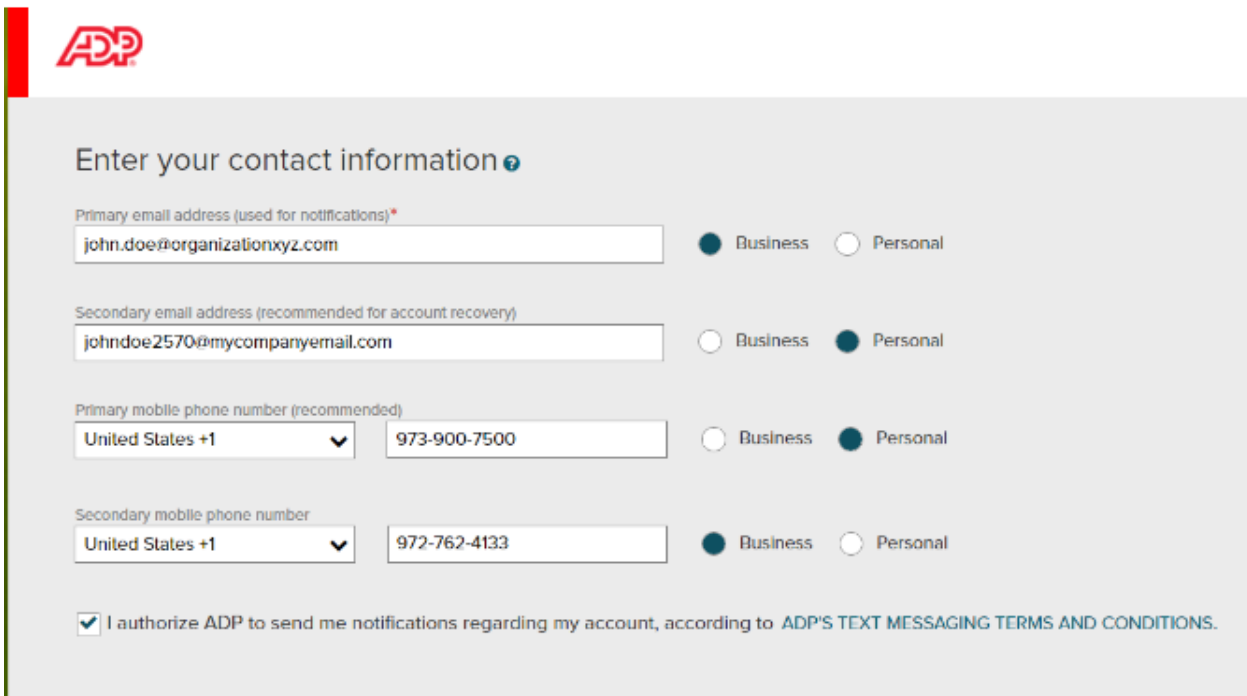 ADP
Enter your contact information ?
Primary email address (used for notifications)*
john.doe@organizationxyz.com Business Personal
Secondary email address (recommended for account recovery)
johndoe2570@mycompanyemail.com Business Personal
Primary mobile phone number (recommended)
United States +1 973-900-7500 Business Personal
Secondary mobile phone number
United States +1 972-762-4133 Business Personal
I authorize ADP to send me notifications regarding my account, according to ADP'S TEXT MESSAGING TERMS AND CONDITIONS.